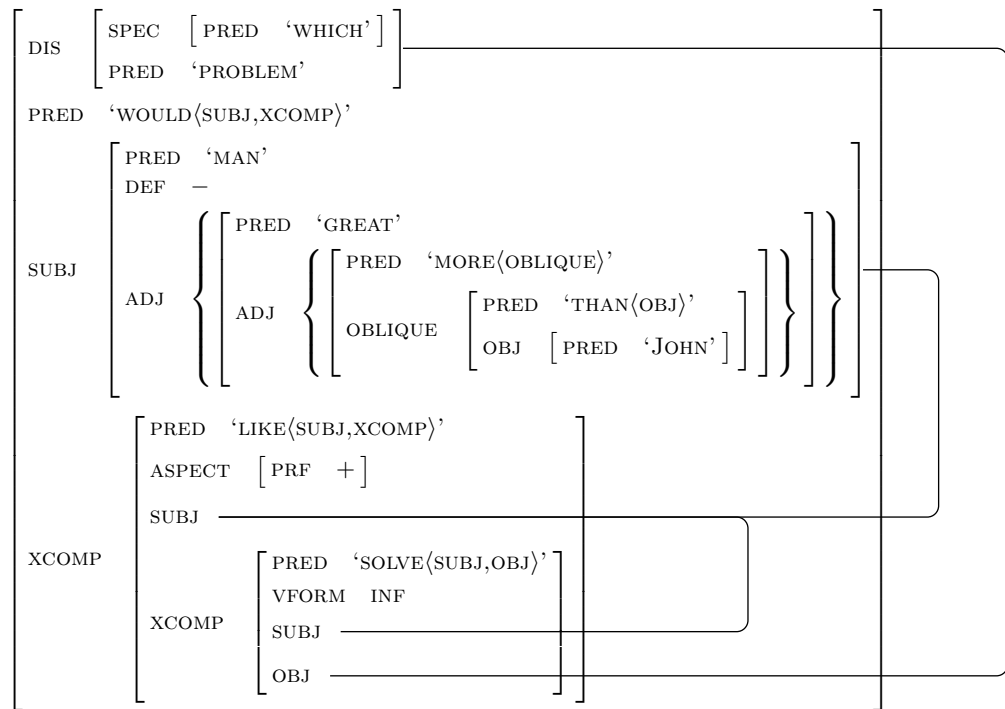 DIS SPEC [PRED ‘WHICH’]
PRED ‘PROBLEM’
PRED ‘WOULD⟨SUBJ,XCOMP⟩’
SUBJ PRED ‘MAN’
DEF −
ADJ PRED ‘GREAT’
ADJ PRED ‘MORE⟨OBLIQUE⟩’
OBLIQUE PRED ‘THAN⟨OBJ⟩’
OBJ [PRED ‘JOHN’]
XCOMP PRED ‘LIKE⟨SUBJ,XCOMP⟩’
ASPECT [PRF +]
SUBJ
XCOMP PRED ‘SOLVE⟨SUBJ,OBJ⟩’
VFORM INF
SUBJ
OBJ